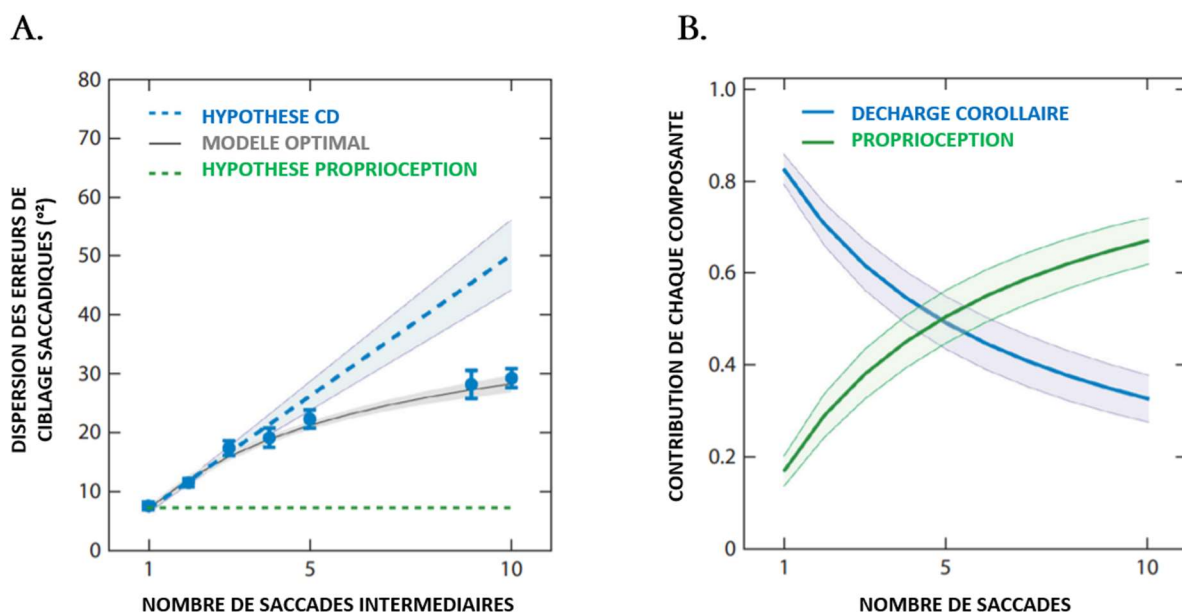 A.
80
70
60
50
40
30
20
10
0
HYPOTHESE CD
MODELE OPTIMAL
HYPOTHESE PROPRIOCEPTION
DISPERSION DES ERREURS DE
CIBLAGE SACCADIQUES (°²)
1
5
10
NOMBRE DE SACCADES INTERMEDIAIRES
B.
1.0
0.8
0.6
0.4
0.2
0
DECHARGE COROLLAIRE
PROPRIOCEPTION
CONTRIBUTION DE CHAQUE COMPOSANTE
1
5
10
NOMBRE DE SACCADES